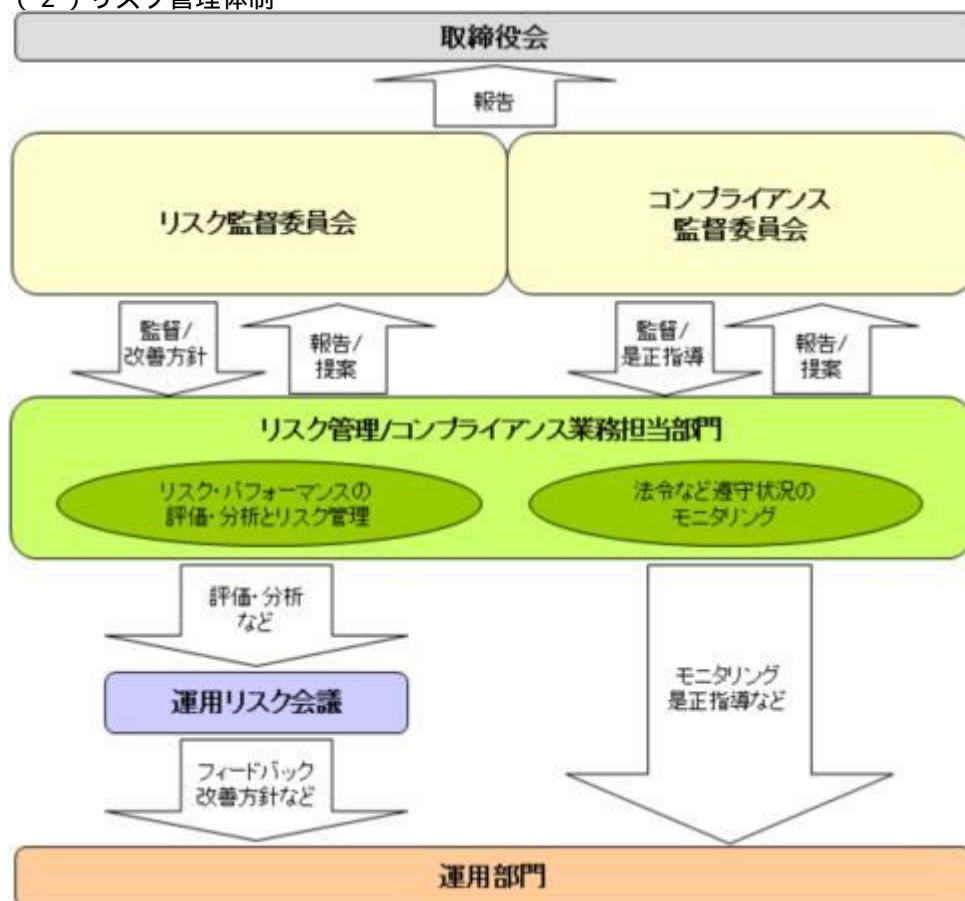 (2)リスク管理体制
取締役会
報告
リスク監督委員会
コンプライアンス
監督委員会
監督/
改善方針
報告/
提案
監督/
是正指導
報告/
提案
リスク管理/コンプライアンス業務担当部門
リスク・パフォーマンスの
評価・分析とリスク管理
法令など遵守状況の
モニタリング
評価・分析
など
運用リスク会議
モニタリング
是正指導など
フィードバック
改善方針など
運用部門